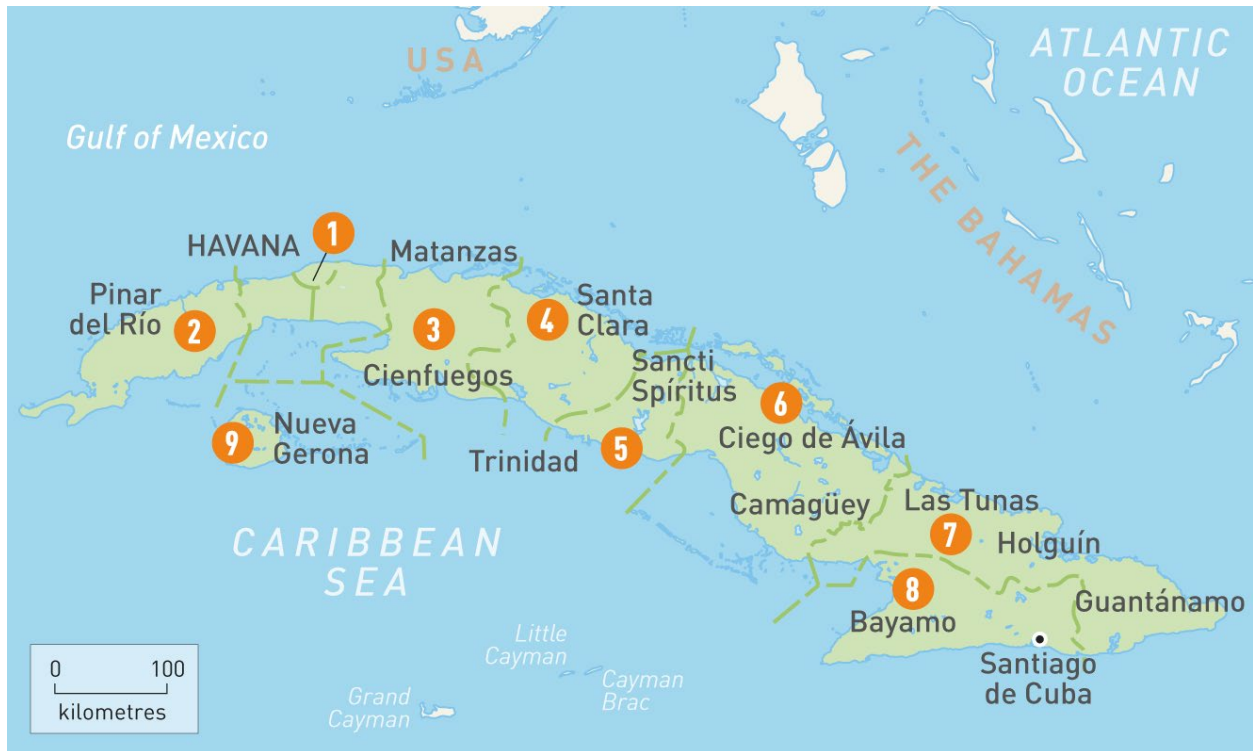 USA
ATLANTIC
OCEAN
Gulf of Mexico
THE BAHAMAS
1
HAVANA
Matanzas
Pinar
del Río
2
3
4
Santa
Clara
Cienfuegos
Sancti
Spíritus
6
9
Nueva
Gerona
Trinidad
5
Ciego de Ávila
Camagüey
Las Tunas
7
Holguín
CARIBBEAN
SEA
8
Bayamo
Guantánamo
Santiago
de Cuba
Little
Cayman
Cayman
Brac
Grand
Cayman
0 100
kilometres